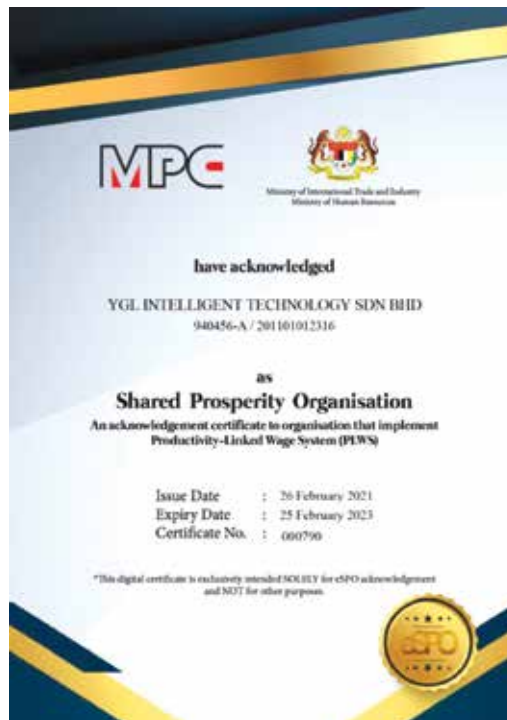 MPC
Ministry of International Trade and Industry
Ministry of Human Resources
have acknowledged
YGL INTELLIGENT TECHNOLOGY SDN BHD
940456-A / 201101012316
as
Shared Prosperity Organisation
An acknowledgement certificate to organisation that implement
Productivity-Linked Wage System (PLWS)
Issue Date : 26 February 2021
Expiry Date : 25 February 2023
Certificate No. : 000790
*This digital certificate is exclusively intended SOLELY for eSPO acknowledgement
and NOT for other purposes.
eSPO